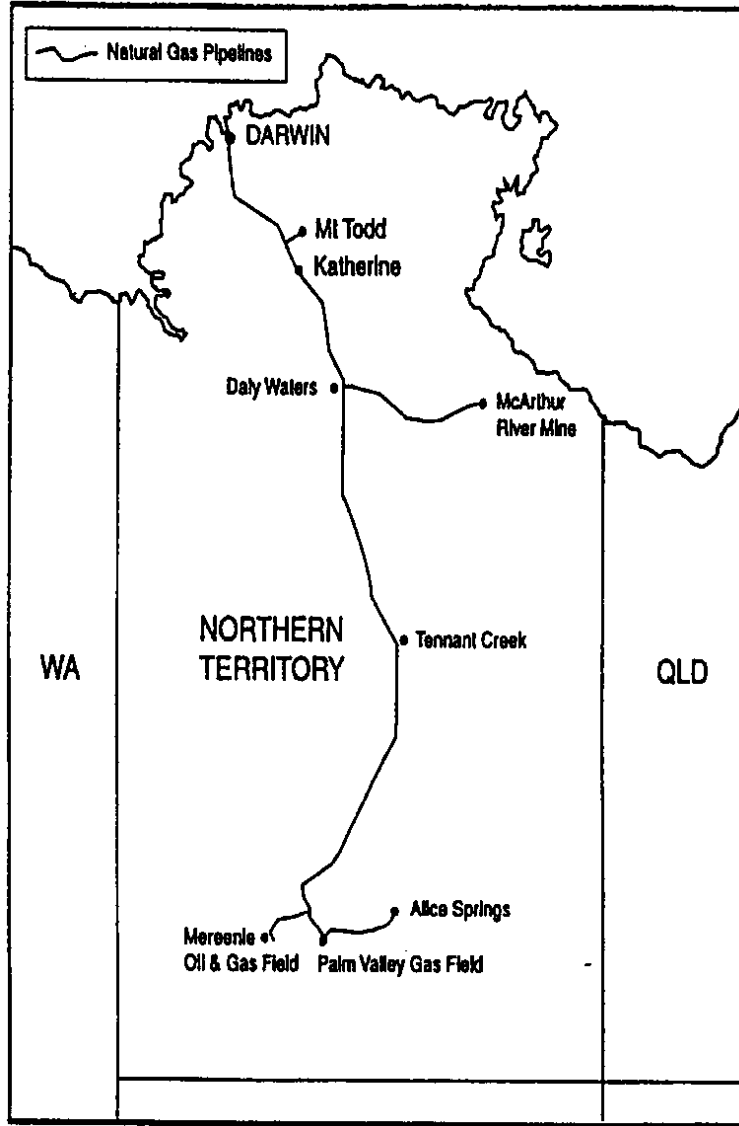 Natural Gas Pipelines
DARWIN
Mt Todd
Katherine
Daly Waters
McArthur
River Mine
NORTHERN
TERRITORY
Tennant Creek
WA
QLD
Alice Springs
Mereenie
Oil & Gas Field
Palm Valley Gas Field